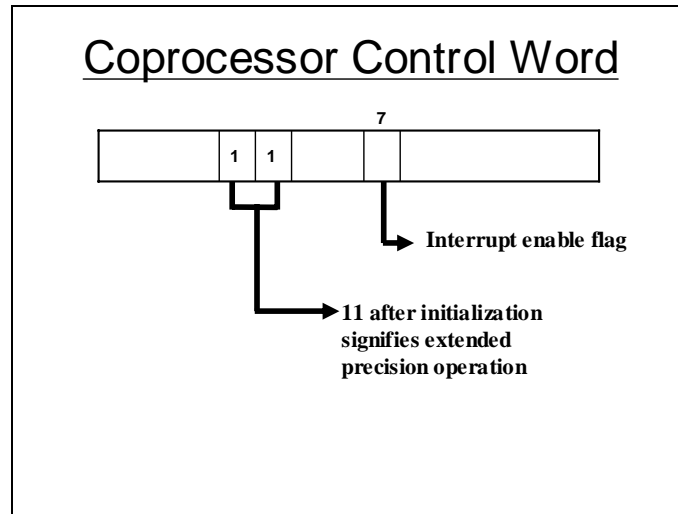 Coprocessor Control Word
7
1 1
Interrupt enable flag
11 after initialization
signifies extended
precision operation